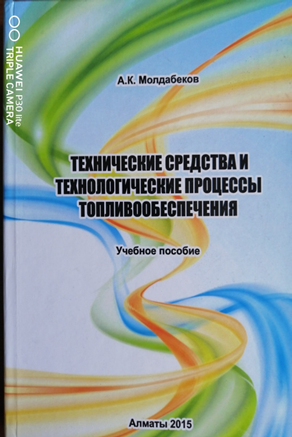 А.К. Молдабеков
ТЕХНИЧЕСКИЕ СРЕДСТВА И
ТЕХНОЛОГИЧЕСКИЕ ПРОЦЕССЫ
ТОПЛИВООБЕСПЕЧЕНИЯ
Учебное пособие
Алматы 2015
HUAWEI P30 lite
TRIPLE CAMERA